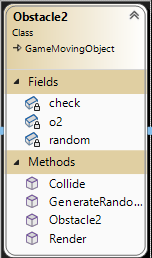 Obstacle2
Class
GameMovingObject
Fields
check
o2
random
Methods
Collide
GenerateRando...
Obstacle2
Render